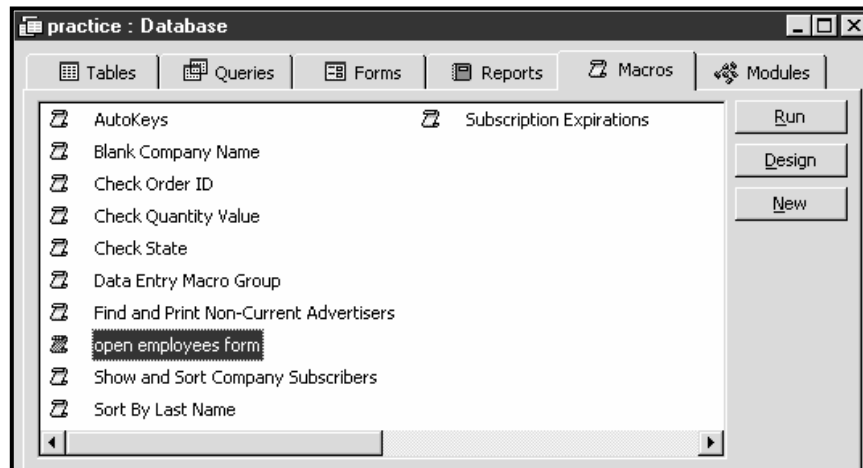 practice : Database
Tables Queries Forms Reports Macros Modules
AutoKeys
Blank Company Name
Check Order ID
Check Quantity Value
Check State
Data Entry Macro Group
Find and Print Non-Current Advertisers
open employees form
Show and Sort Company Subscribers
Sort By Last Name
Subscription Expirations
Run
Design
New